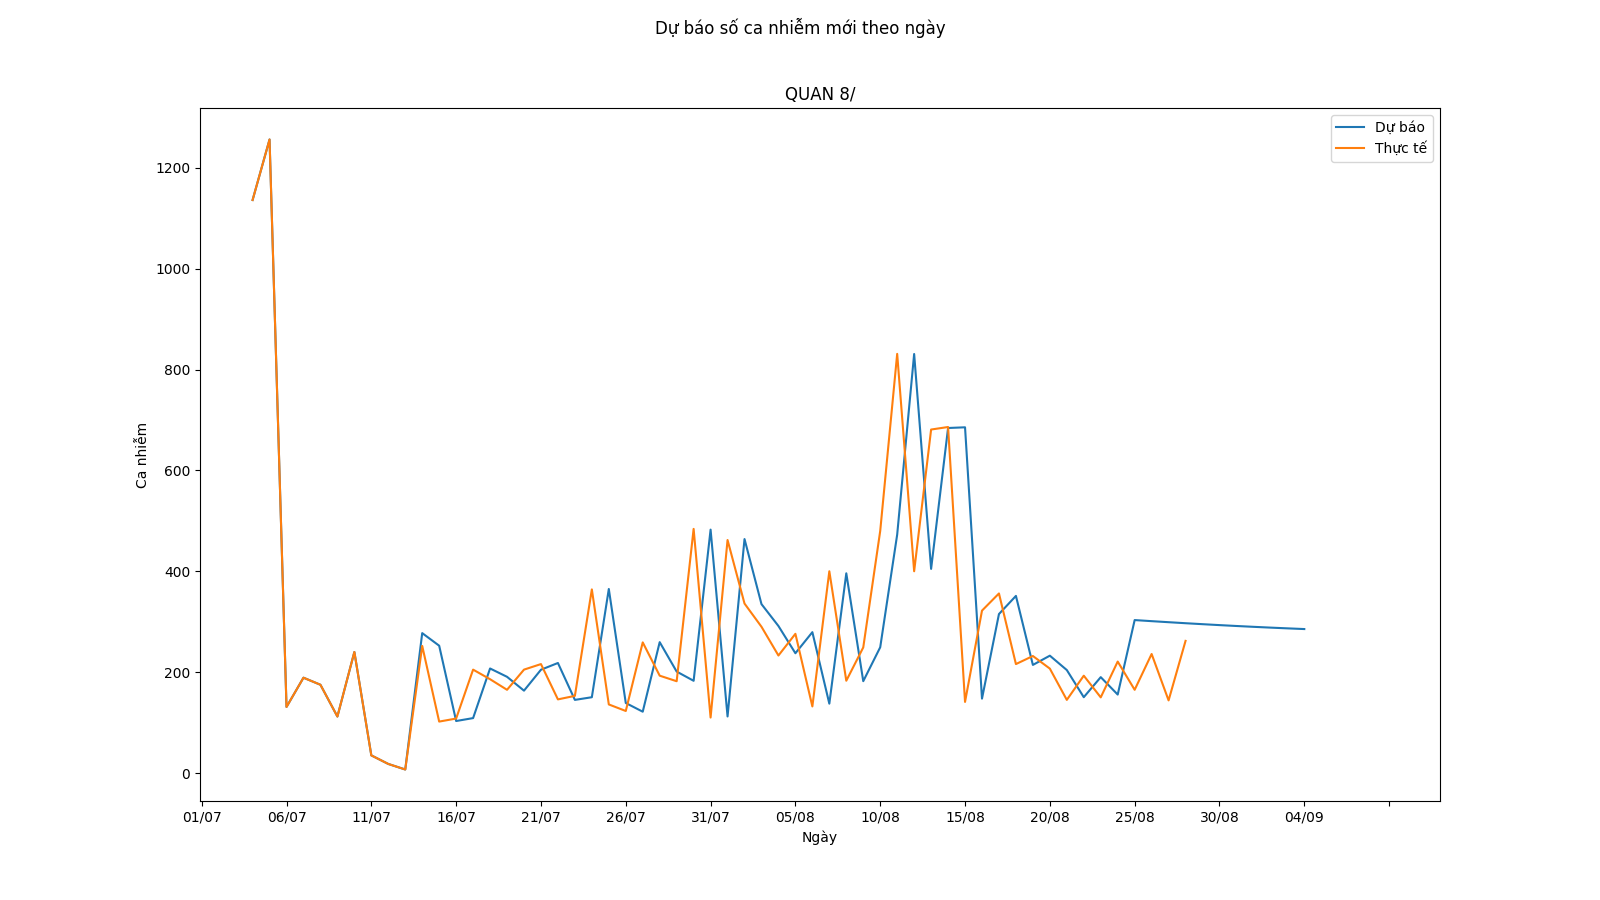 Dự báo số ca nhiễm mới theo ngày
QUAN 8/
Dự báo
Thực tế
1200
1000
800
600
400
200
0
Ca nhiễm
01/07 06/07 11/07 16/07 21/07 26/07 31/07 05/08 10/08 15/08 20/08 25/08 30/08 04/09
Ngày